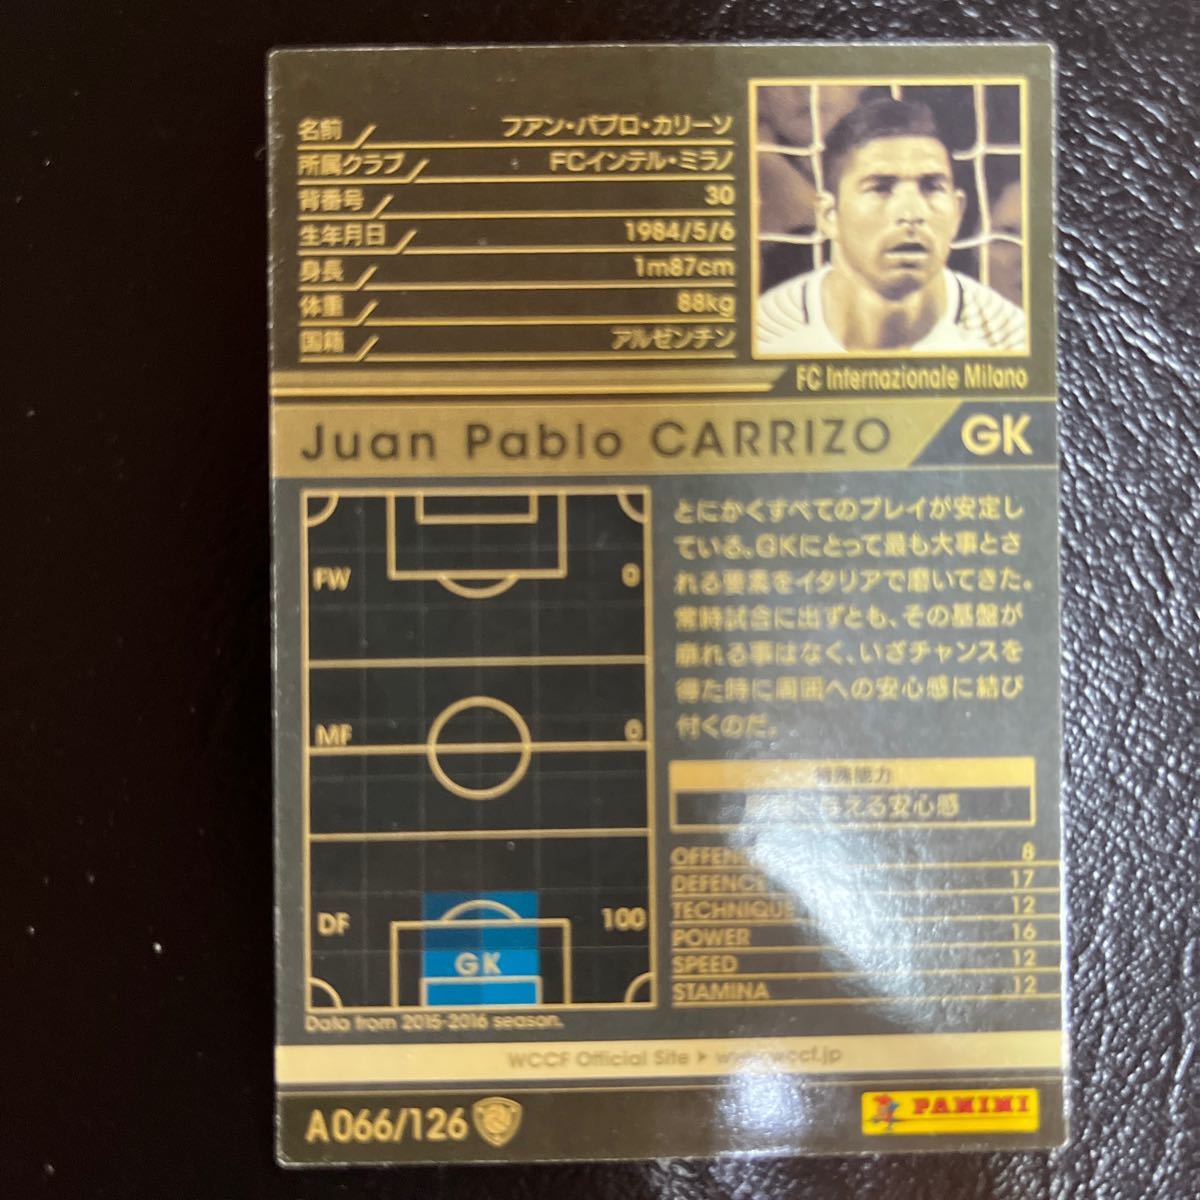 名前 フアン・パブロ・カリーソ
所属クラブ FCインテル・ミラノ
背番号 30
生年月日 1984/5/6
身長 1m87cm
体重 88kg
国籍 アルゼンチン
FC Internazionale Milano
Juan Pablo CARRIZO GK
とにかくすべてのプレイが安定し
ている。GKにとって最も大事とさ
れる要素をイタリアで磨いてきた。
常時試合に出ずとも、その基盤が
崩れる事はなく、いざチャンスを
得た時に周囲への安心感に結び
付くのだ。
FW 0
MF 0
DF 100
GK
Data from 2015-2016 season.
特殊能力
える安心感
OFFENSE 8
DEFENCE 17
TECHNIQUE 12
POWER 16
SPEED 12
STAMINA 12
WCCF Official Site www.wccf.jp
A066/126
PANINI